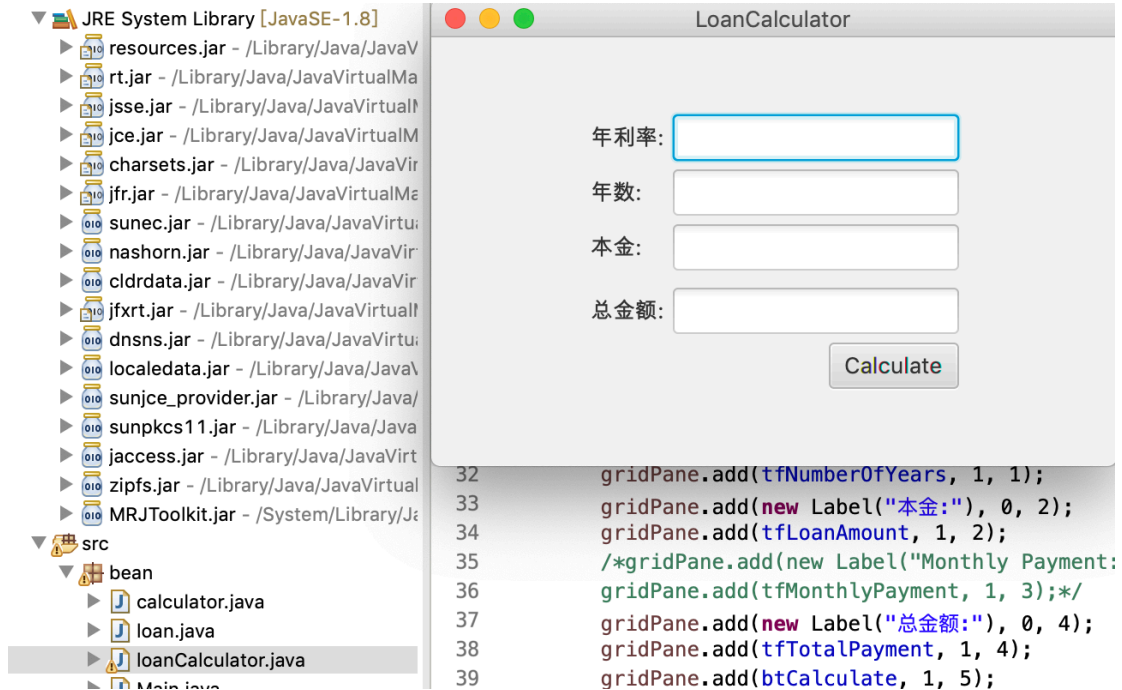 JRE System Library [JavaSE-1.8]
resources.jar - /Library/Java/JavaV
rt.jar - /Library/Java/JavaVirtualMa
jsse.jar - /Library/Java/JavaVirtualM
jce.jar - /Library/Java/JavaVirtualM
charsets.jar - /Library/Java/JavaVir
jfr.jar - /Library/Java/JavaVirtualMa
sunec.jar - /Library/Java/JavaVirtua
nashorn.jar - /Library/Java/JavaVir
cldrdata.jar - /Library/Java/JavaVir
jfxrt.jar - /Library/Java/JavaVirtualM
dnsns.jar - /Library/Java/JavaVirtua
localedata.jar - /Library/Java/JavaV
sunjce_provider.jar - /Library/Java/
sunpkcs11.jar - /Library/Java/Java
jaccess.jar - /Library/Java/JavaVirt
zipfs.jar - /Library/Java/JavaVirtual
MRJToolkit.jar - /System/Library/Ja
src
bean
calculator.java
loan.java
loanCalculator.java
Main.java
LoanCalculator
年利率:
年数:
本金:
总金额:
Calculate
32 gridPane.add(tfNumberOfYears, 1, 1);
33 gridPane.add(new Label("本金:"), 0, 2);
34 gridPane.add(tfLoanAmount, 1, 2);
35 /*gridPane.add(new Label("Monthly Payment:
36 gridPane.add(tfMonthlyPayment, 1, 3);*/
37 gridPane.add(new Label("总金额:"), 0, 4);
38 gridPane.add(tfTotalPayment, 1, 4);
39 gridPane.add(btCalculate, 1, 5);